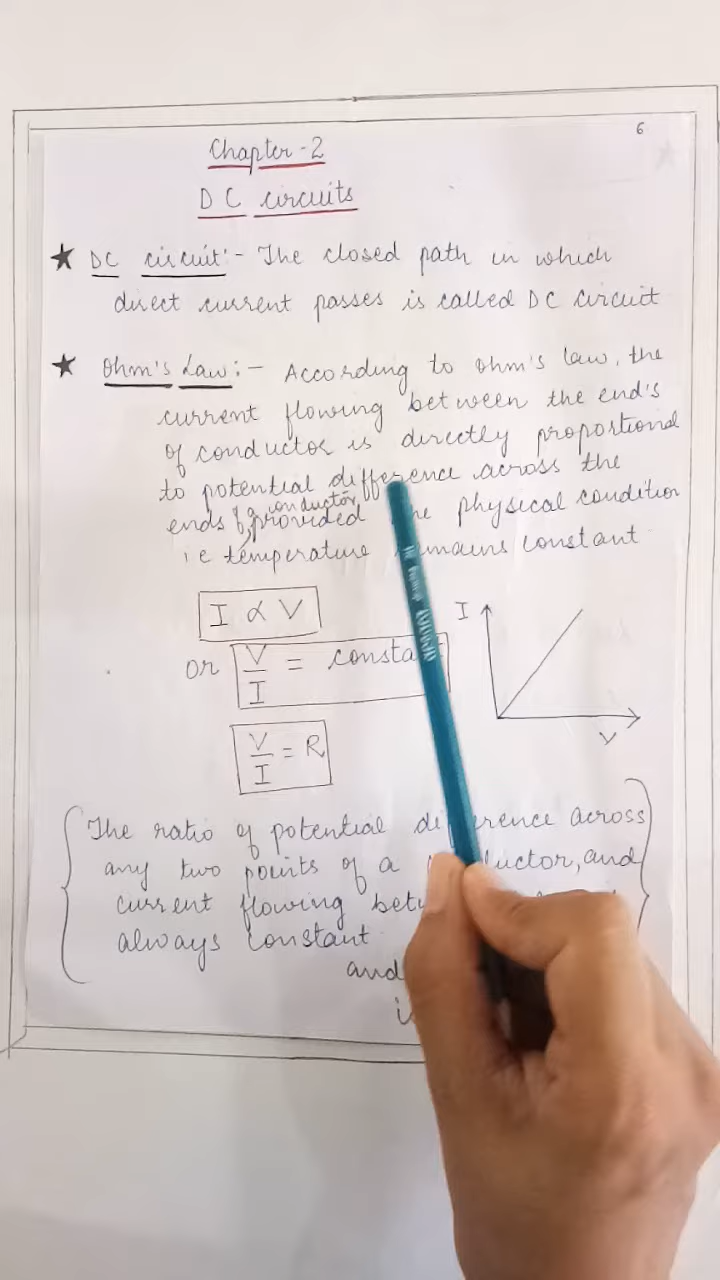 6
Chapter-2
DC circuits
★ DC circuit:- The closed path in which
direct current passes is called DC circuit
★ Ohm's Law:- According to ohm's law, the
current flowing between the end's
of conductor is directly proportional
to potential difference across the
ends of a conductor, provided the physical condition
i.e temperature remains constant
I ∝ V
I
or V/I = constant
V
V/I = R
The ratio of potential difference across
any two points of a conductor, and
current flowing
always constant
and